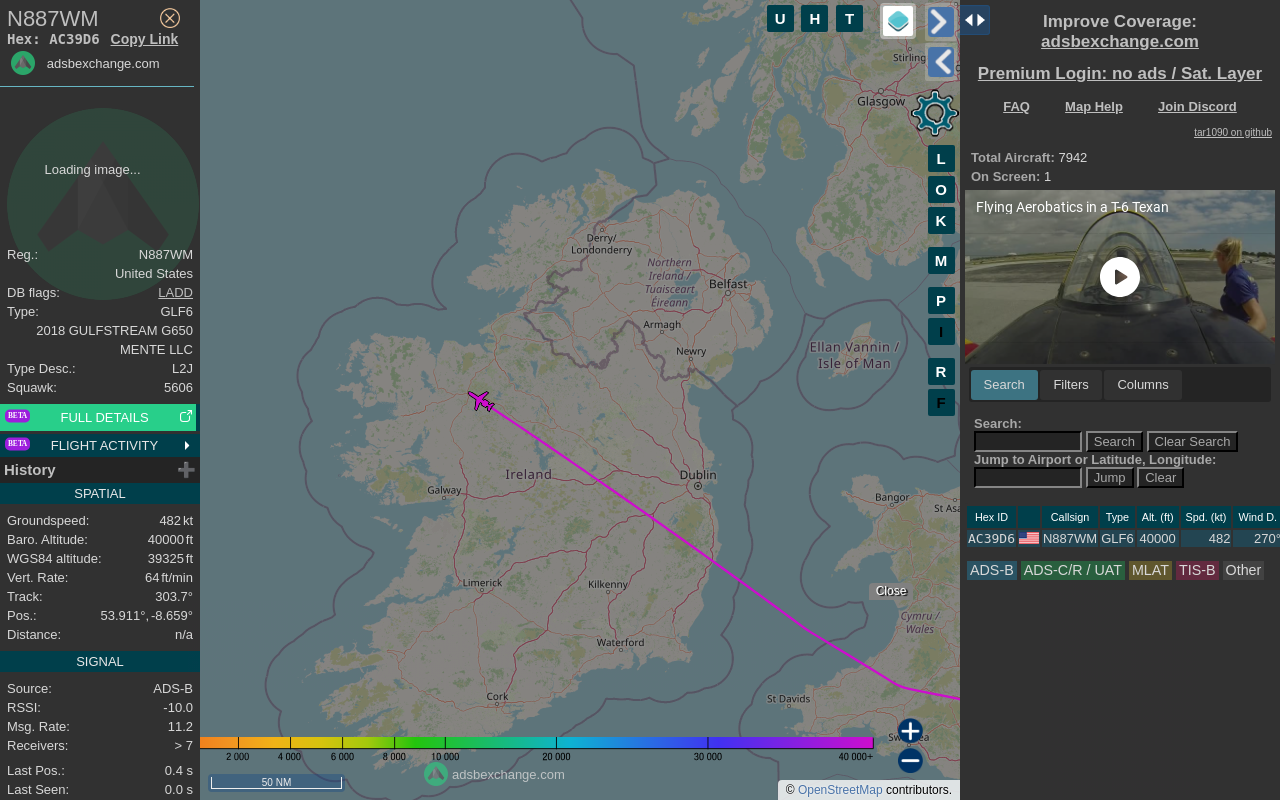 N887WM
Hex: AC39D6 Copy Link
adsbexchange.com
Loading image...
Reg.: N887WM
United States
DB flags: LADD
Type: GLF6
2018 GULFSTREAM G650
MENTE LLC
Type Desc.: L2J
Squawk: 5606
BETA FULL DETAILS
BETA FLIGHT ACTIVITY
History
SPATIAL
Groundspeed: 482 kt
Baro. Altitude: 40000 ft
WGS84 altitude: 39325 ft
Vert. Rate: 64 ft/min
Track: 303.7°
Pos.: 53.911°, -8.659°
Distance: n/a
SIGNAL
Source: ADS-B
RSSI: -10.0
Msg. Rate: 11.2
Receivers: > 7
Last Pos.: 0.4 s
Last Seen: 0.0 s
U H T
Stirling
Glasgow
L
O
K
M
P
I
R
F
Derry/
Londonderry
Northern
Ireland /
Tuaisceart
Éireann
Belfast
Armagh
Newry
Ellan Vannin /
Isle of Man
Ireland
Dublin
Galway
Bangor
St Asa
Limerick
Kilkenny
Close
Cymru /
Wales
Waterford
Cork
St Davids
2 000 4 000 6 000 8 000 10 000 20 000 30 000 40 000+
50 NM
adsbexchange.com
© OpenStreetMap contributors.
Improve Coverage:
adsbexchange.com
Premium Login: no ads / Sat. Layer
FAQ Map Help Join Discord
tar1090 on github
Total Aircraft: 7942
On Screen: 1
Flying Aerobatics in a T-6 Texan
Search Filters Columns
Search:
Search Clear Search
Jump to Airport or Latitude, Longitude:
Jump Clear
Hex ID Callsign Type Alt. (ft) Spd. (kt) Wind D.
AC39D6 N887WM GLF6 40000 482 270°
ADS-B ADS-C/R / UAT MLAT TIS-B Other